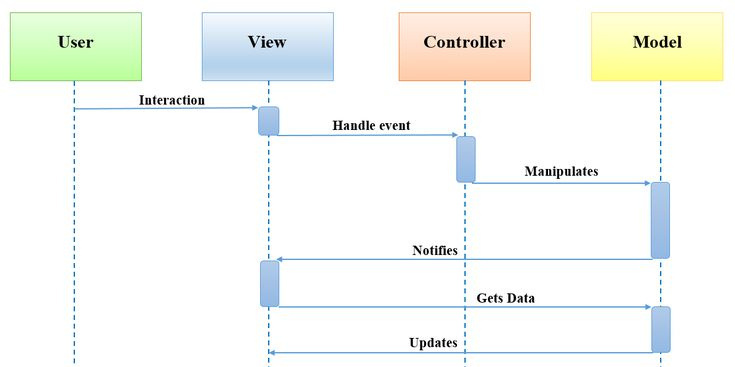 User
View
Controller
Model
Interaction
Handle event
Manipulates
Notifies
Gets Data
Updates